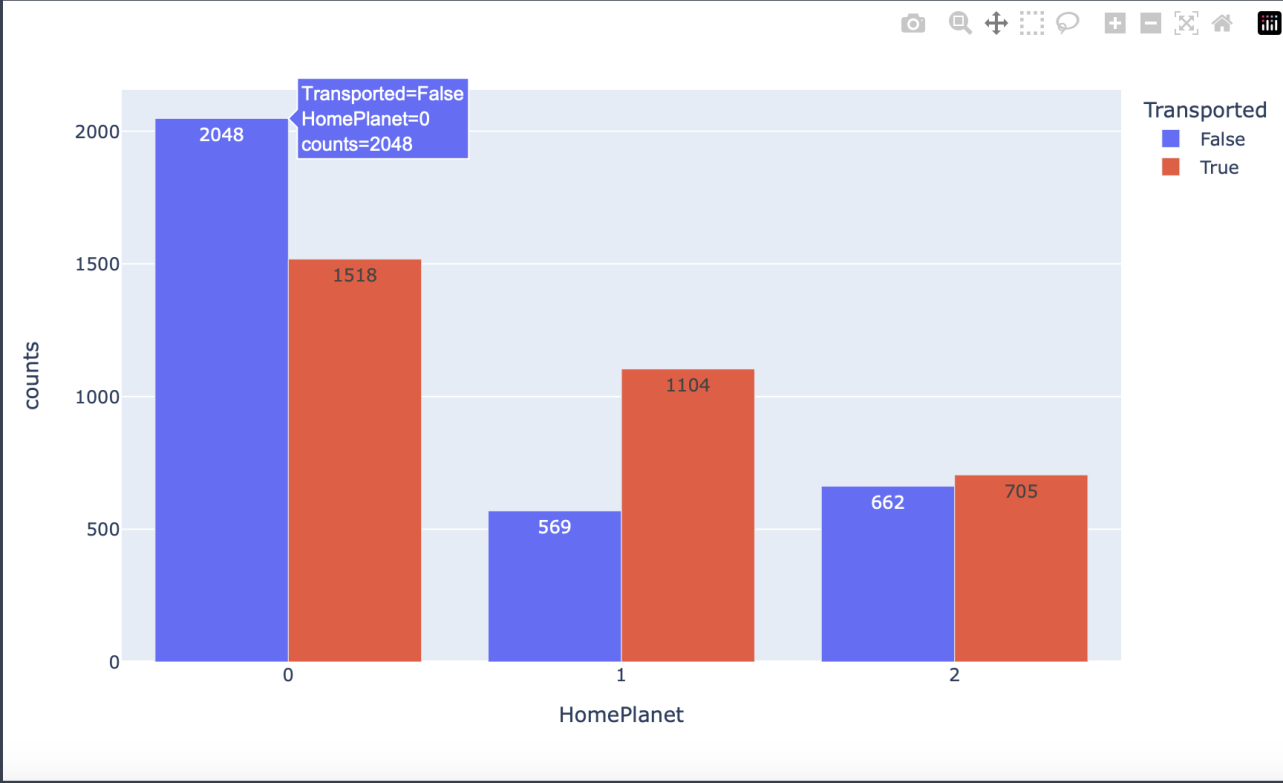 Transported=False
HomePlanet=0
counts=2048
Transported
False
True
counts
2000
1500
1000
500
0
2048
1518
569
1104
662
705
0
1
2
HomePlanet